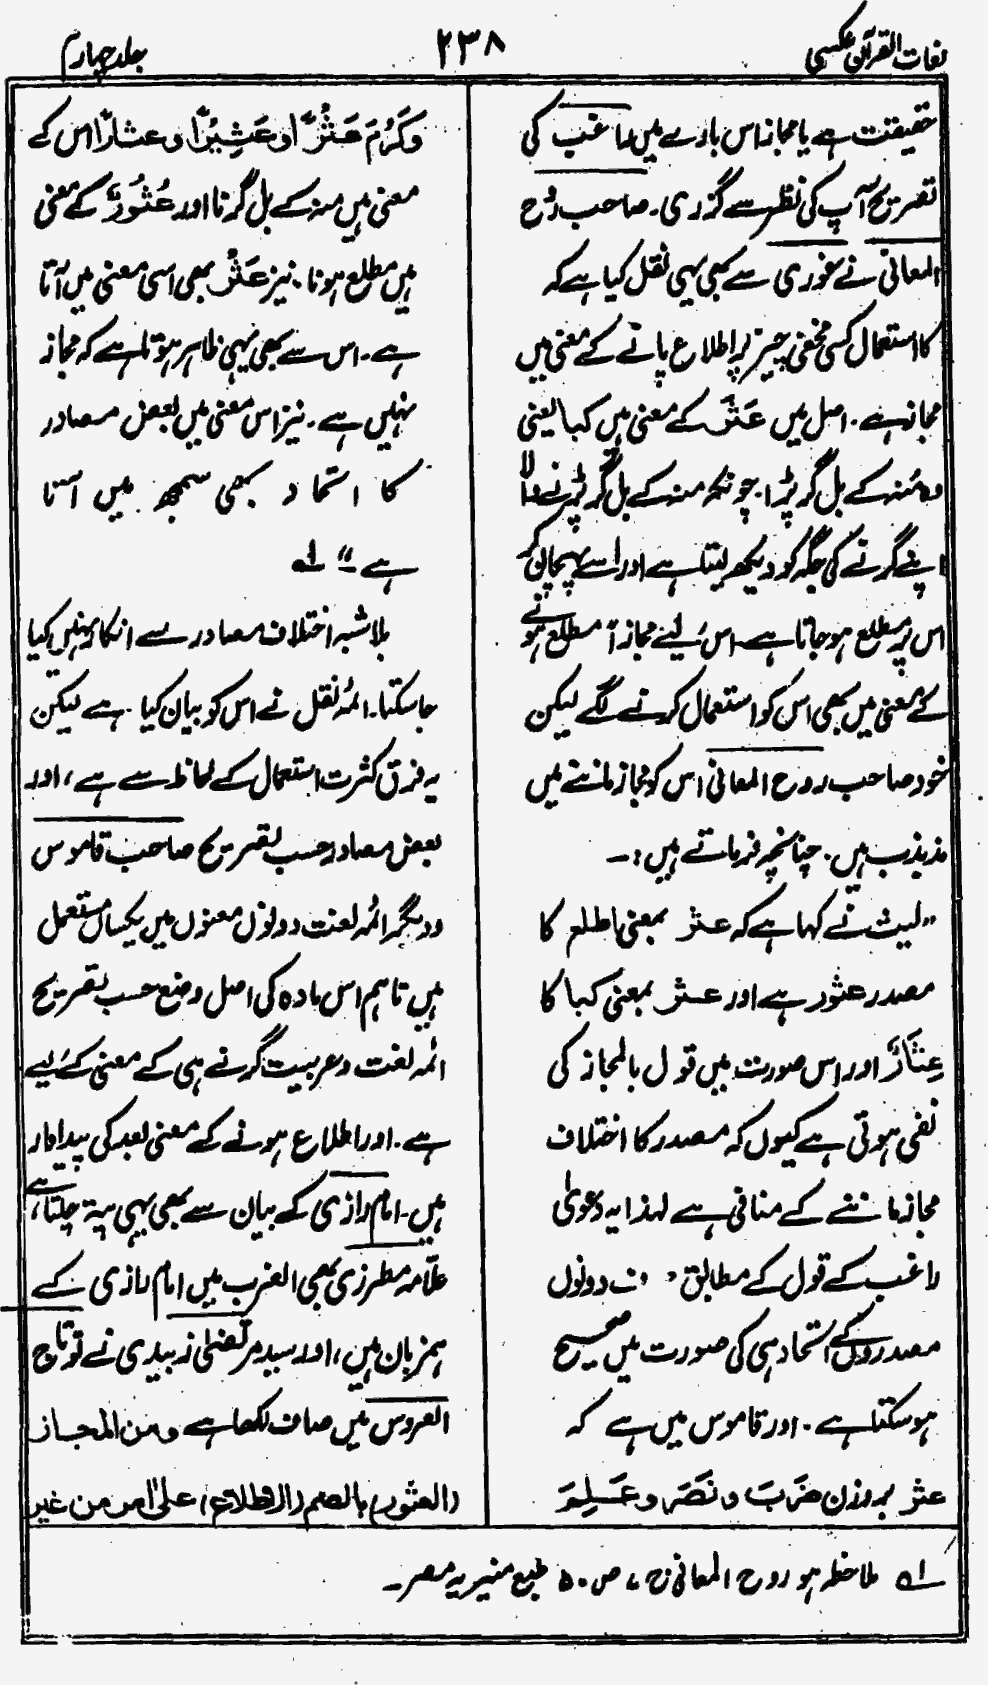 لغات القرآن عکسی
۲۳۸
جلد چہارم
حقیقت ہے یا مجاز اس بارے میں راغب کی
تصریح آپ کی نظر سے گزری۔ صاحب روح
المعانی نے غوری سے بھی یہی نقل کیا ہے کہ
کا استعمال کسی مخفی چیز پر اطلاع پانے کے معنی میں
مجاز ہے۔ اصل میں عَثَرَ کے معنی ہیں کبا یعنی
وہ منہ کے بل گر پڑا۔ چونکہ منہ کے بل گر پڑنے والا
اپنے گرنے کی جگہ کو دیکھ لیتا ہے اور اسے پہچان کر
اس پر مطلع ہو جاتا ہے۔ اس لیے مجازاً مطلع ہونے
کے معنی میں بھی اس کو استعمال کرنے لگے لیکن
خود صاحب روح المعانی اس کو مجاز ماننے میں
مذبذب ہیں۔ چنانچہ فرماتے ہیں:۔
"لیث نے کہا ہے کہ عثر بمعنی اطلع کا
مصدر عثور ہے اور عثر بمعنی کبا کا
عِثَارٌ اور اس صورت میں قول بالمجاز کی
نفی ہوتی ہے کیوں کہ مصدر کا اختلاف
مجاز ماننے کے منافی ہے لہذا یہ دعویٰ
راغب کے قول کے مطابق دونوں
مصدروں کے اتحاد ہی کی صورت میں صحیح
ہو سکتا ہے۔ اور قاموس میں ہے کہ
عثر بروزن ضَرَبَ و نَصَرَ و عَلِمَ
وَکَرُمَ عَثْرًا و عَثِیْرًا و عثارًا اس کے
معنی ہیں منہ کے بل گرنا اور عُثُوْرٌ کے معنی
ہیں مطلع ہونا۔ نیز عَثْرٌ بھی اسی معنی میں آتا
ہے۔ اس سے بھی یہی ظاہر ہوتا ہے کہ مجاز
نہیں ہے۔ نیز اس معنی میں بعض مصادر
کا اتحاد بھی سمجھ میں آتا
ہے" ۱ے
بلاشبہ اختلاف مصادر سے انکار نہیں کیا
جا سکتا۔ ائمہ نقل نے اس کو بیان کیا ہے لیکن
یہ فرق کثرت استعمال کے لحاظ سے ہے، اور
بعض مصادر حسب تصریح صاحب قاموس
و دیگر ائمہ لغت دونوں معنوں میں یکساں مستعمل
ہیں تاہم اس مادہ کی اصل وضع حسب تصریح
ائمہ لغت و عربیت گرنے ہی کے معنی کے لیے
ہے۔ اور اطلاع ہونے کے معنی بعد کی پیداوار
ہیں۔ امام رازی کے بیان سے بھی یہی پتہ چلتا ہے،
علامہ مطرزی بھی المغرب میں امام رازی کے
ہمزبان ہیں، اور سید مرتضیٰ زبیدی نے تو تاج
العروس میں صاف لکھا ہے ومن المجاز
(العثور) بالضم (الاطلاع) علی امر من غیر
۱ے ملاحظہ ہو روح المعانی ج ۷، ص ۵۰ طبع منیریہ مصر۔